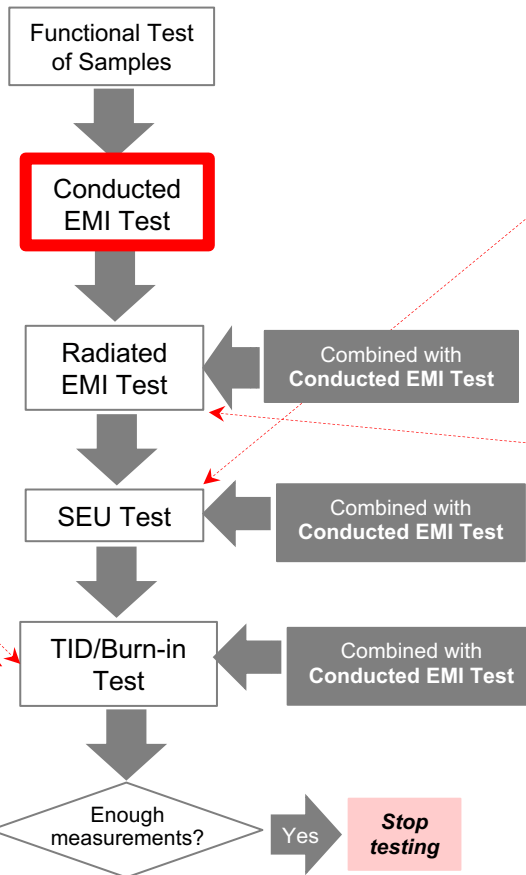 Functional Test
of Samples
Conducted
EMI Test
Radiated
EMI Test
Combined with
Conducted EMI Test
SEU Test
Combined with
Conducted EMI Test
TID/Burn-in
Test
Combined with
Conducted EMI Test
Enough
measurements?
Yes
Stop
testing